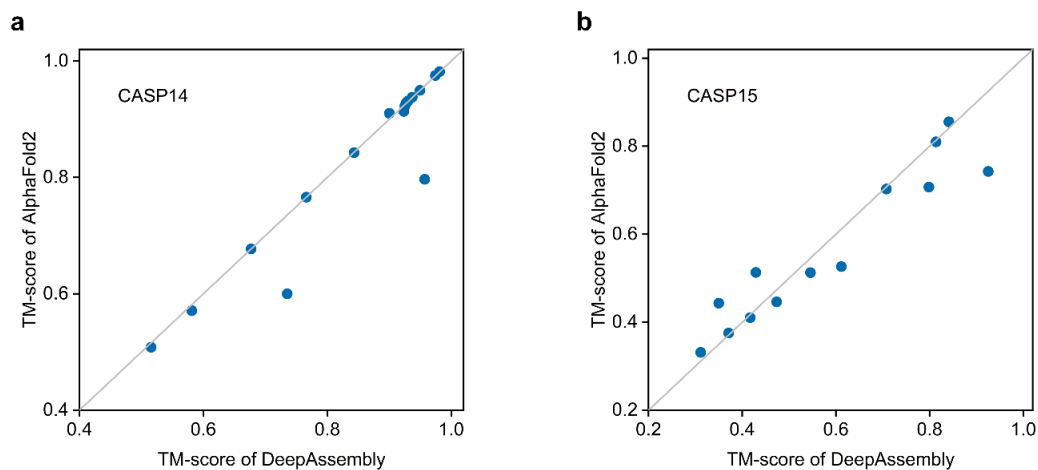 a
CASP14
TM-score of AlphaFold2
1.0
0.8
0.6
0.4
0.4 0.6 0.8 1.0
TM-score of DeepAssembly
b
CASP15
TM-score of AlphaFold2
1.0
0.8
0.6
0.4
0.2
0.2 0.4 0.6 0.8 1.0
TM-score of DeepAssembly